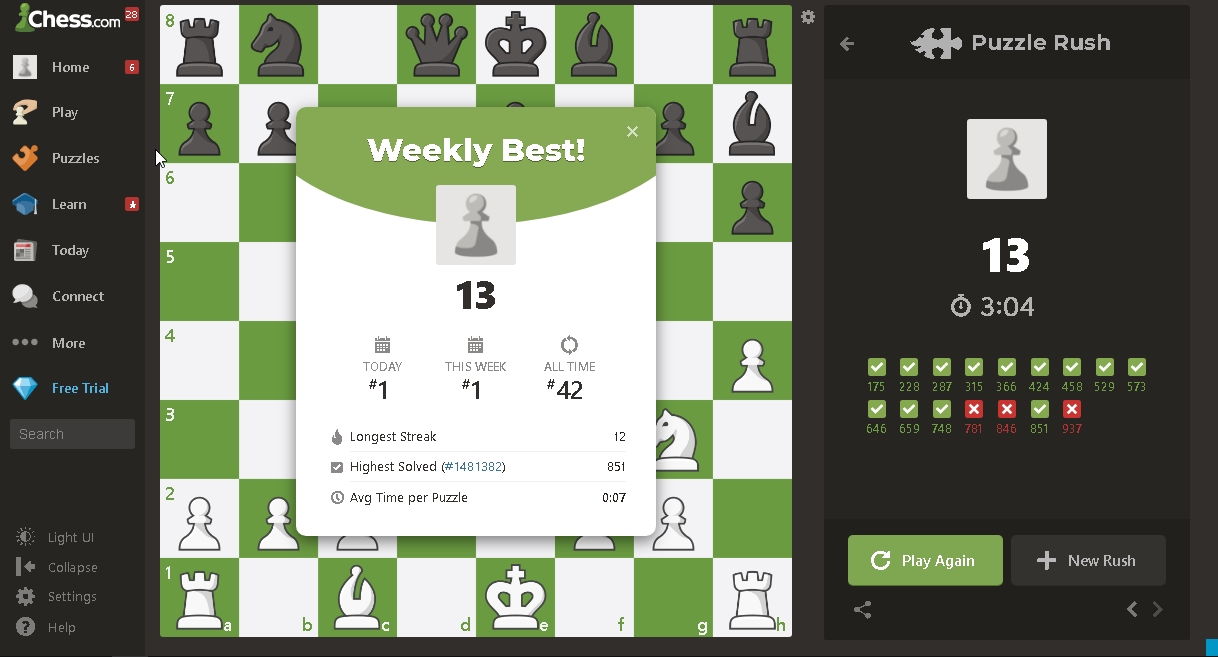 Chess.com 28
Home 6
Play
Puzzles
Learn
Today
Connect
More
Free Trial
Search
Light UI
Collapse
Settings
Help
8
7
6
5
4
3
2
1
a b c d e f g h
Weekly Best!
×
13
TODAY THIS WEEK ALL TIME
#1 #1 #42
Longest Streak 12
Highest Solved (#1481382) 851
Avg Time per Puzzle 0:07
Puzzle Rush
13
3:04
175 228 287 315 366 424 458 529 573
646 659 748 781 846 851 937
Play Again
New Rush